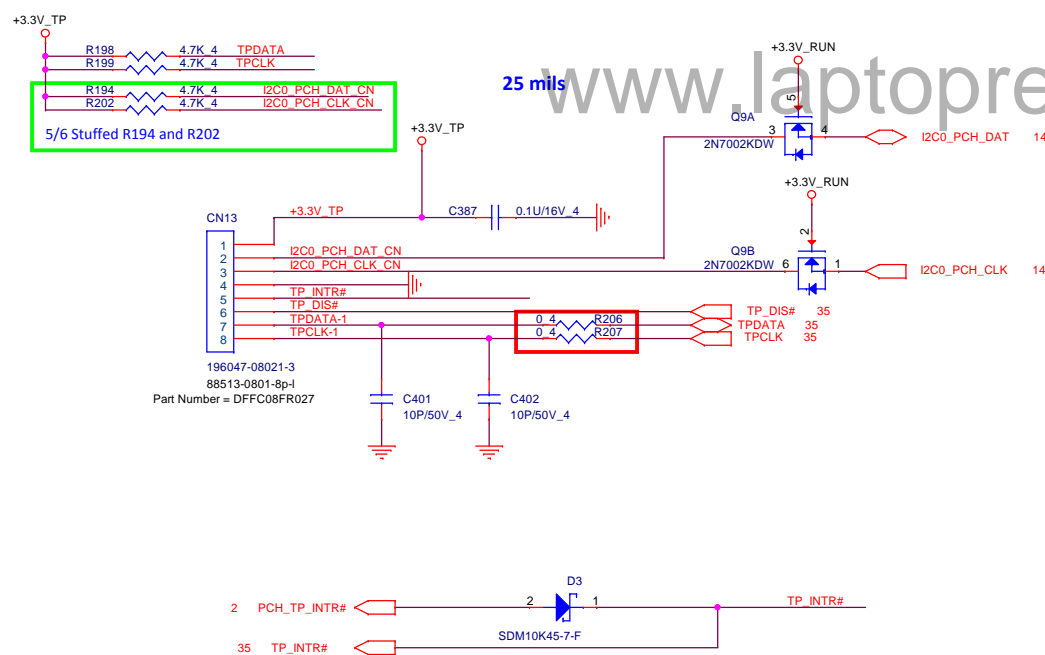 +3.3V_TP
R198 4.7K_4 TPDATA
R199 4.7K_4 TPCLK
R194 4.7K_4 I2C0_PCH_DAT_CN
R202 4.7K_4 I2C0_PCH_CLK_CN
5/6 Stuffed R194 and R202
25 mils
www.laptopre
+3.3V_RUN
5
Q9A
3 4
2N7002KDW
I2C0_PCH_DAT 14
+3.3V_TP
+3.3V_RUN
2
CN13
+3.3V_TP
C387 0.1U/16V_4
Q9B
2N7002KDW 6 1
I2C0_PCH_CLK 14
1
2 I2C0_PCH_DAT_CN
3 I2C0_PCH_CLK_CN
4
5 TP_INTR#
6 TP_DIS#
7 TPDATA-1
8 TPCLK-1
0_4 R206
0_4 R207
TP_DIS# 35
TPDATA 35
TPCLK 35
196047-08021-3
88513-0801-8p-l
Part Number = DFFC08FR027
C401
10P/50V_4
C402
10P/50V_4
D3
2 PCH_TP_INTR# 2 1 TP_INTR#
SDM10K45-7-F
35 TP_INTR#